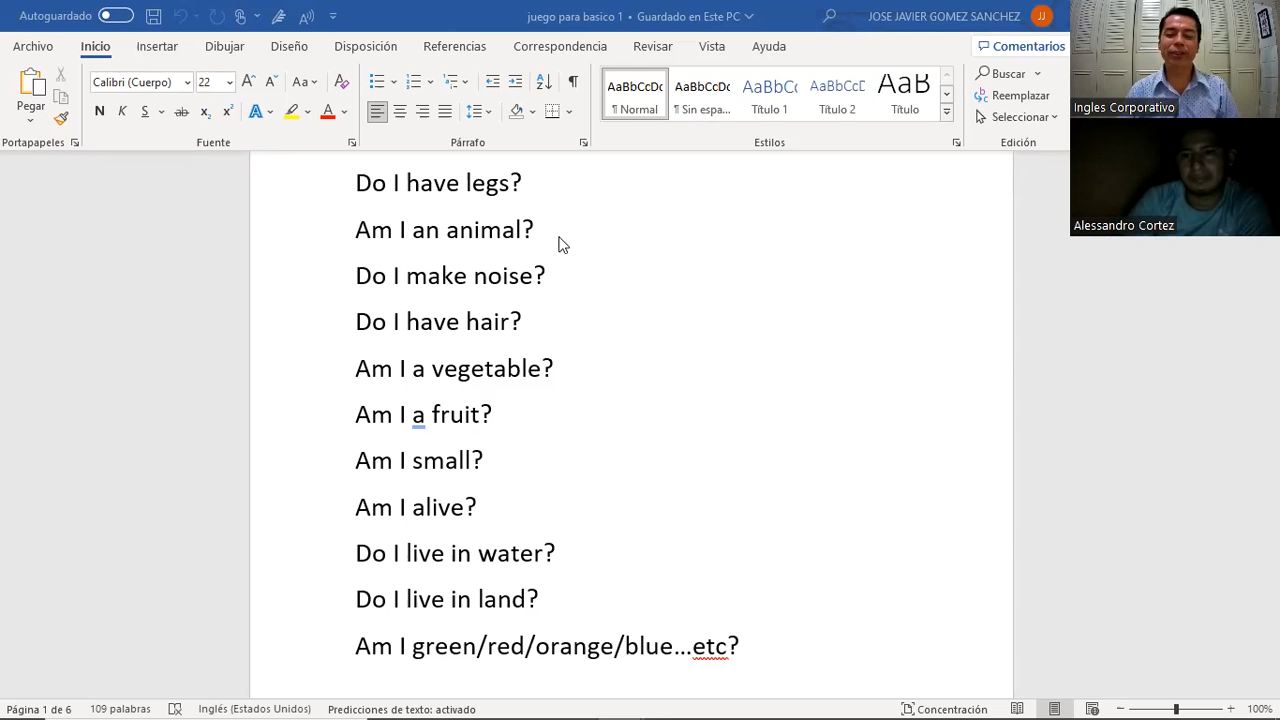 Autoguardado
juego para basico 1 • Guardado en Este PC
JOSE JAVIER GOMEZ SANCHEZ
JJ
Archivo Inicio Insertar Dibujar Diseño Disposición Referencias Correspondencia Revisar Vista Ayuda
Comentarios
Pegar
Calibri (Cuerpo) 22
N K S ab x₂ x²
AaBbCcDc AaBbCcDc AaBbCc AaBbCcD AaB
¶ Normal ¶ Sin espa... Título 1 Título 2 Título
Buscar
Reemplazar
Seleccionar
Portapapeles Fuente Párrafo Estilos Edición
Ingles Corporativo
Alessandro Cortez
Do I have legs?
Am I an animal?
Do I make noise?
Do I have hair?
Am I a vegetable?
Am I a fruit?
Am I small?
Am I alive?
Do I live in water?
Do I live in land?
Am I green/red/orange/blue...etc?
Página 1 de 6 109 palabras Inglés (Estados Unidos) Predicciones de texto: activado Concentración 100%